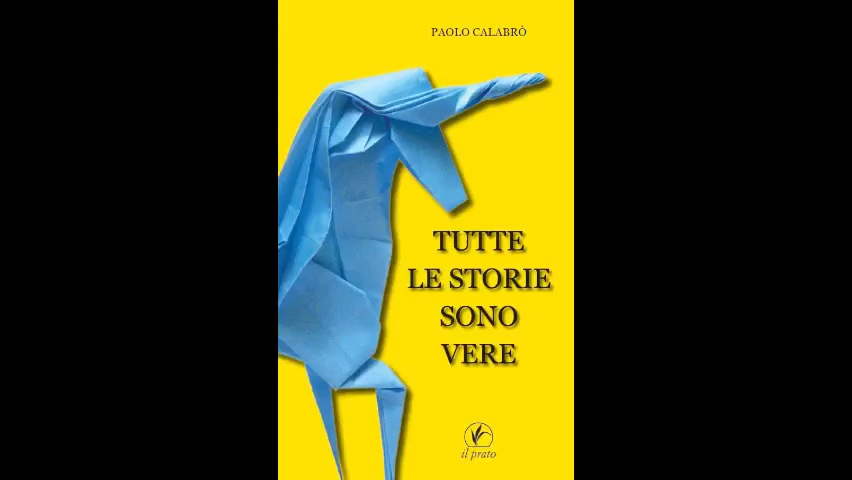 PAOLO CALABRÒ
TUTTE
LE STORIE
SONO
VERE
il prato